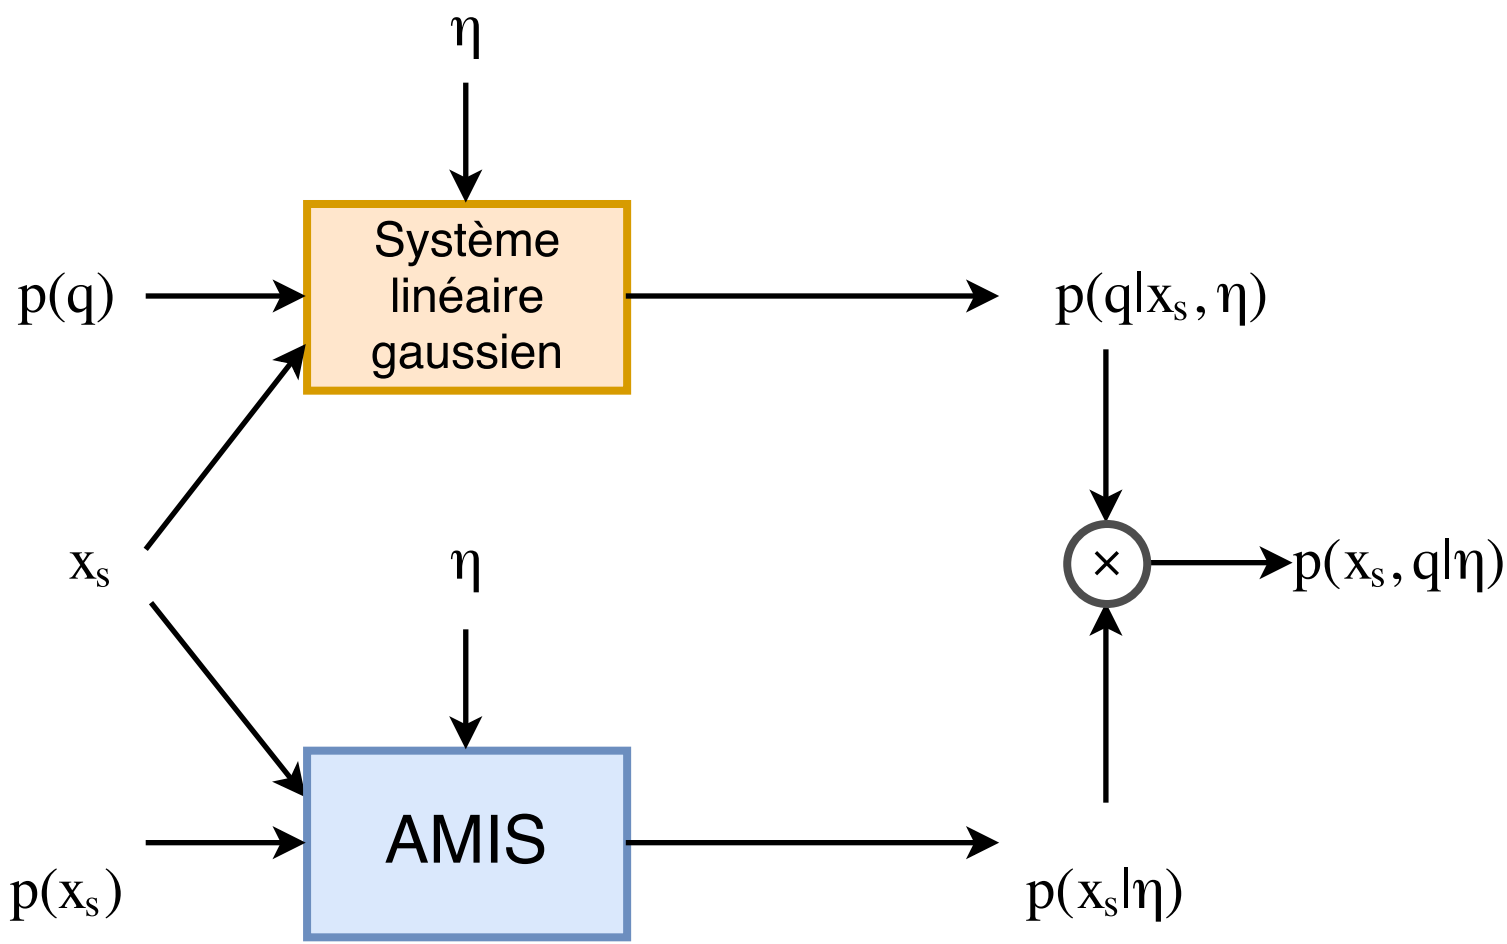 η
Système
linéaire
gaussien
p(q)
p(q|xₛ, η)
xₛ
η
×
p(xₛ, q|η)
AMIS
p(xₛ)
p(xₛ|η)